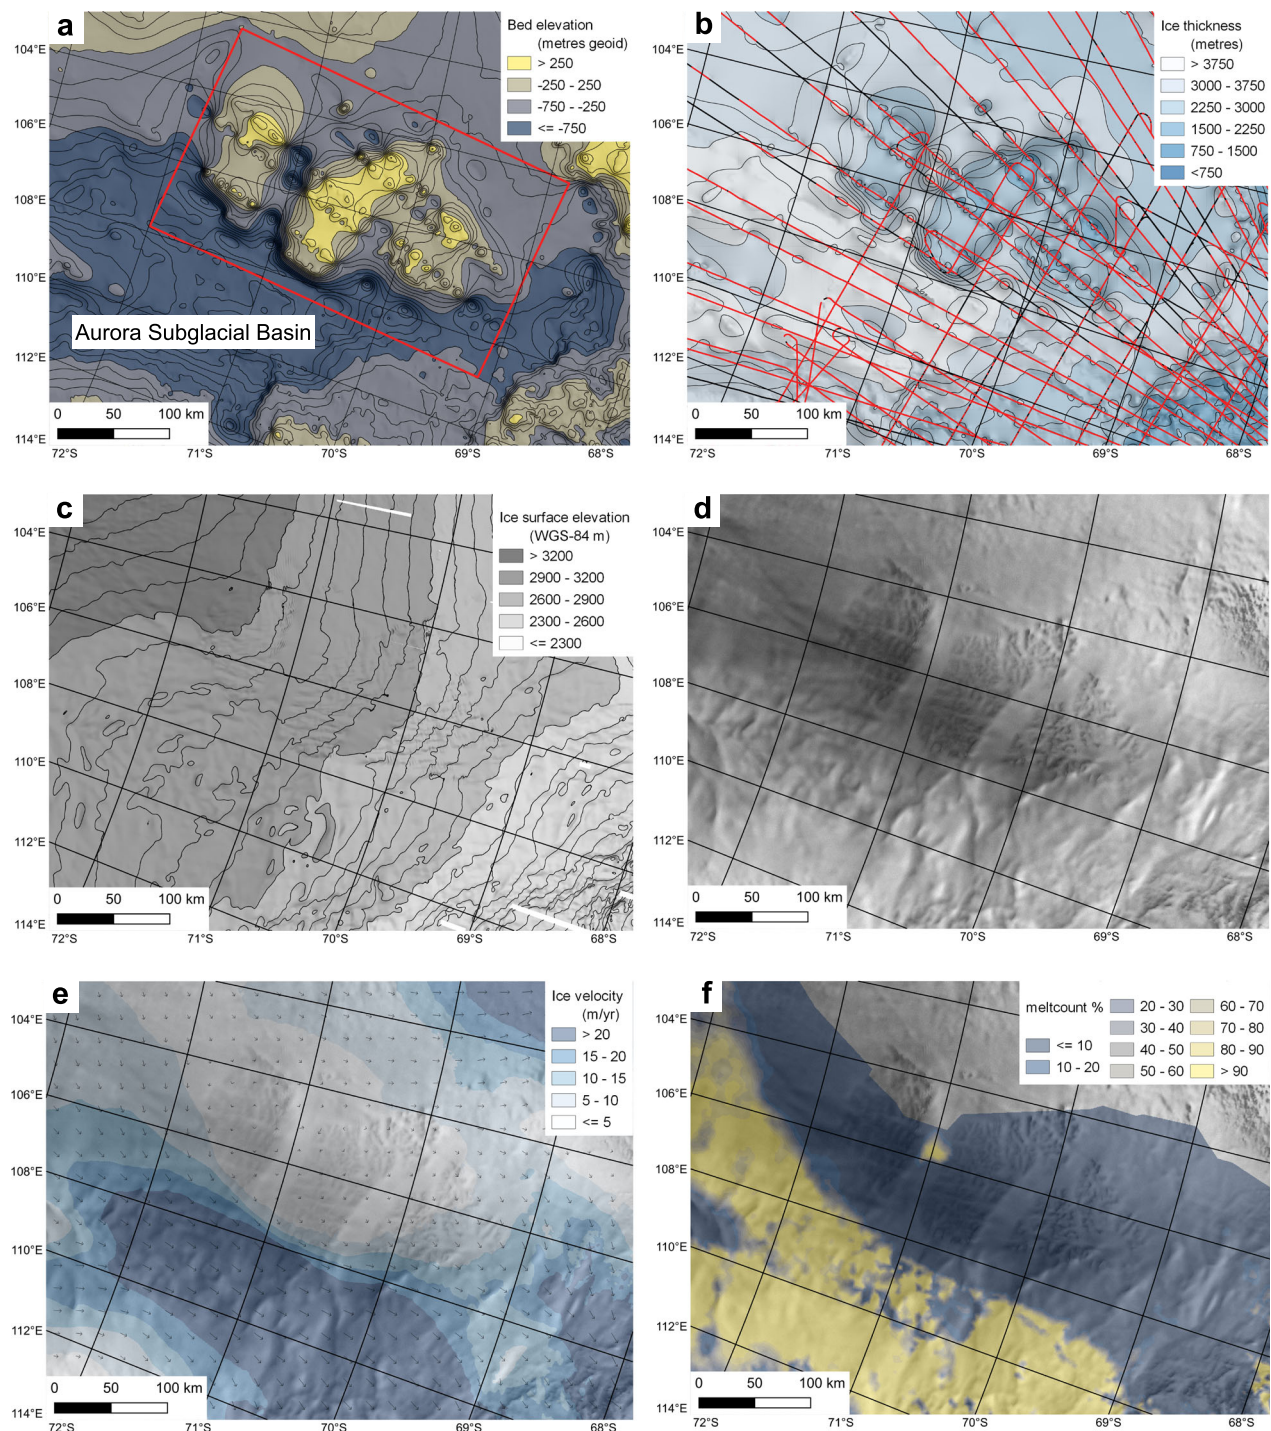 a
Bed elevation
(metres geoid)
> 250
-250 - 250
-750 - -250
<= -750
Aurora Subglacial Basin
0 50 100 km
104°E
106°E
108°E
110°E
112°E
114°E
72°S 71°S 70°S 69°S 68°S
b
Ice thickness
(metres)
> 3750
3000 - 3750
2250 - 3000
1500 - 2250
750 - 1500
<750
0 50 100 km
104°E
106°E
108°E
110°E
112°E
114°E
72°S 71°S 70°S 69°S 68°S
c
Ice surface elevation
(WGS-84 m)
> 3200
2900 - 3200
2600 - 2900
2300 - 2600
<= 2300
0 50 100 km
104°E
106°E
108°E
110°E
112°E
114°E
72°S 71°S 70°S 69°S 68°S
d
0 50 100 km
104°E
106°E
108°E
110°E
112°E
114°E
72°S 71°S 70°S 69°S 68°S
e
Ice velocity
(m/yr)
> 20
15 - 20
10 - 15
5 - 10
<= 5
0 50 100 km
104°E
106°E
108°E
110°E
112°E
114°E
72°S 71°S 70°S 69°S 68°S
f
meltcount %
<= 10
10 - 20
20 - 30
30 - 40
40 - 50
50 - 60
60 - 70
70 - 80
80 - 90
> 90
0 50 100 km
104°E
106°E
108°E
110°E
112°E
114°E
72°S 71°S 70°S 69°S 68°S